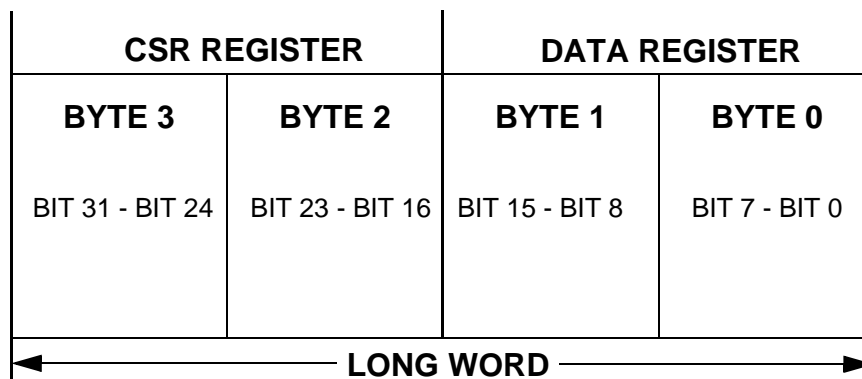 CSR REGISTER DATA REGISTER
BYTE 3 BYTE 2 BYTE 1 BYTE 0
BIT 31 - BIT 24 BIT 23 - BIT 16 BIT 15 - BIT 8 BIT 7 - BIT 0
LONG WORD